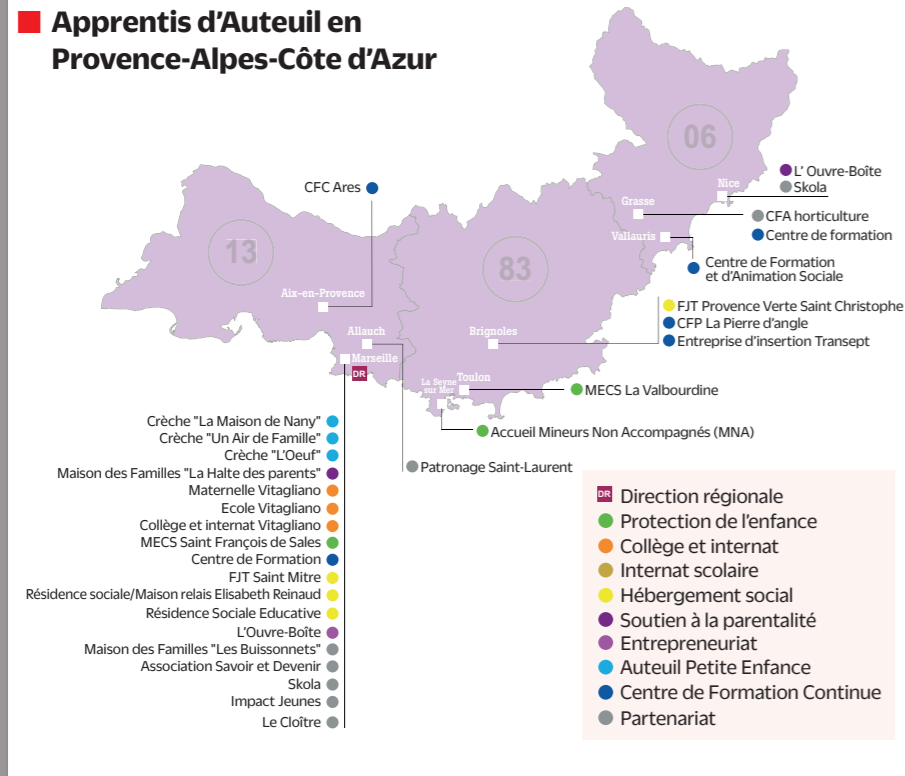 Apprentis d'Auteuil en
Provence-Alpes-Côte d'Azur
06
L' Ouvre-Boîte
Skola
Nice
CFC Ares
Grasse
CFA horticulture
Vallauris
Centre de formation
13
83
Centre de Formation
et d'Animation Sociale
Aix-en-Provence
FJT Provence Verte Saint Christophe
CFP La Pierre d'angle
Entreprise d'insertion Transept
Allauch
Brignoles
Marseille
DR
La Seyne
sur Mer
Toulon
MECS La Valbourdine
Accueil Mineurs Non Accompagnés (MNA)
Patronage Saint-Laurent
Crèche "La Maison de Nany"
Crèche "Un Air de Famille"
Crèche "L'Oeuf"
Maison des Familles "La Halte des parents"
Maternelle Vitagliano
Ecole Vitagliano
Collège et internat Vitagliano
MECS Saint François de Sales
Centre de Formation
FJT Saint Mitre
Résidence sociale/Maison relais Elisabeth Reinaud
Résidence Sociale Educative
L'Ouvre-Boîte
Maison des Familles "Les Buissonnets"
Association Savoir et Devenir
Skola
Impact Jeunes
Le Cloître
DR Direction régionale
Protection de l'enfance
Collège et internat
Internat scolaire
Hébergement social
Soutien à la parentalité
Entrepreneuriat
Auteuil Petite Enfance
Centre de Formation Continue
Partenariat